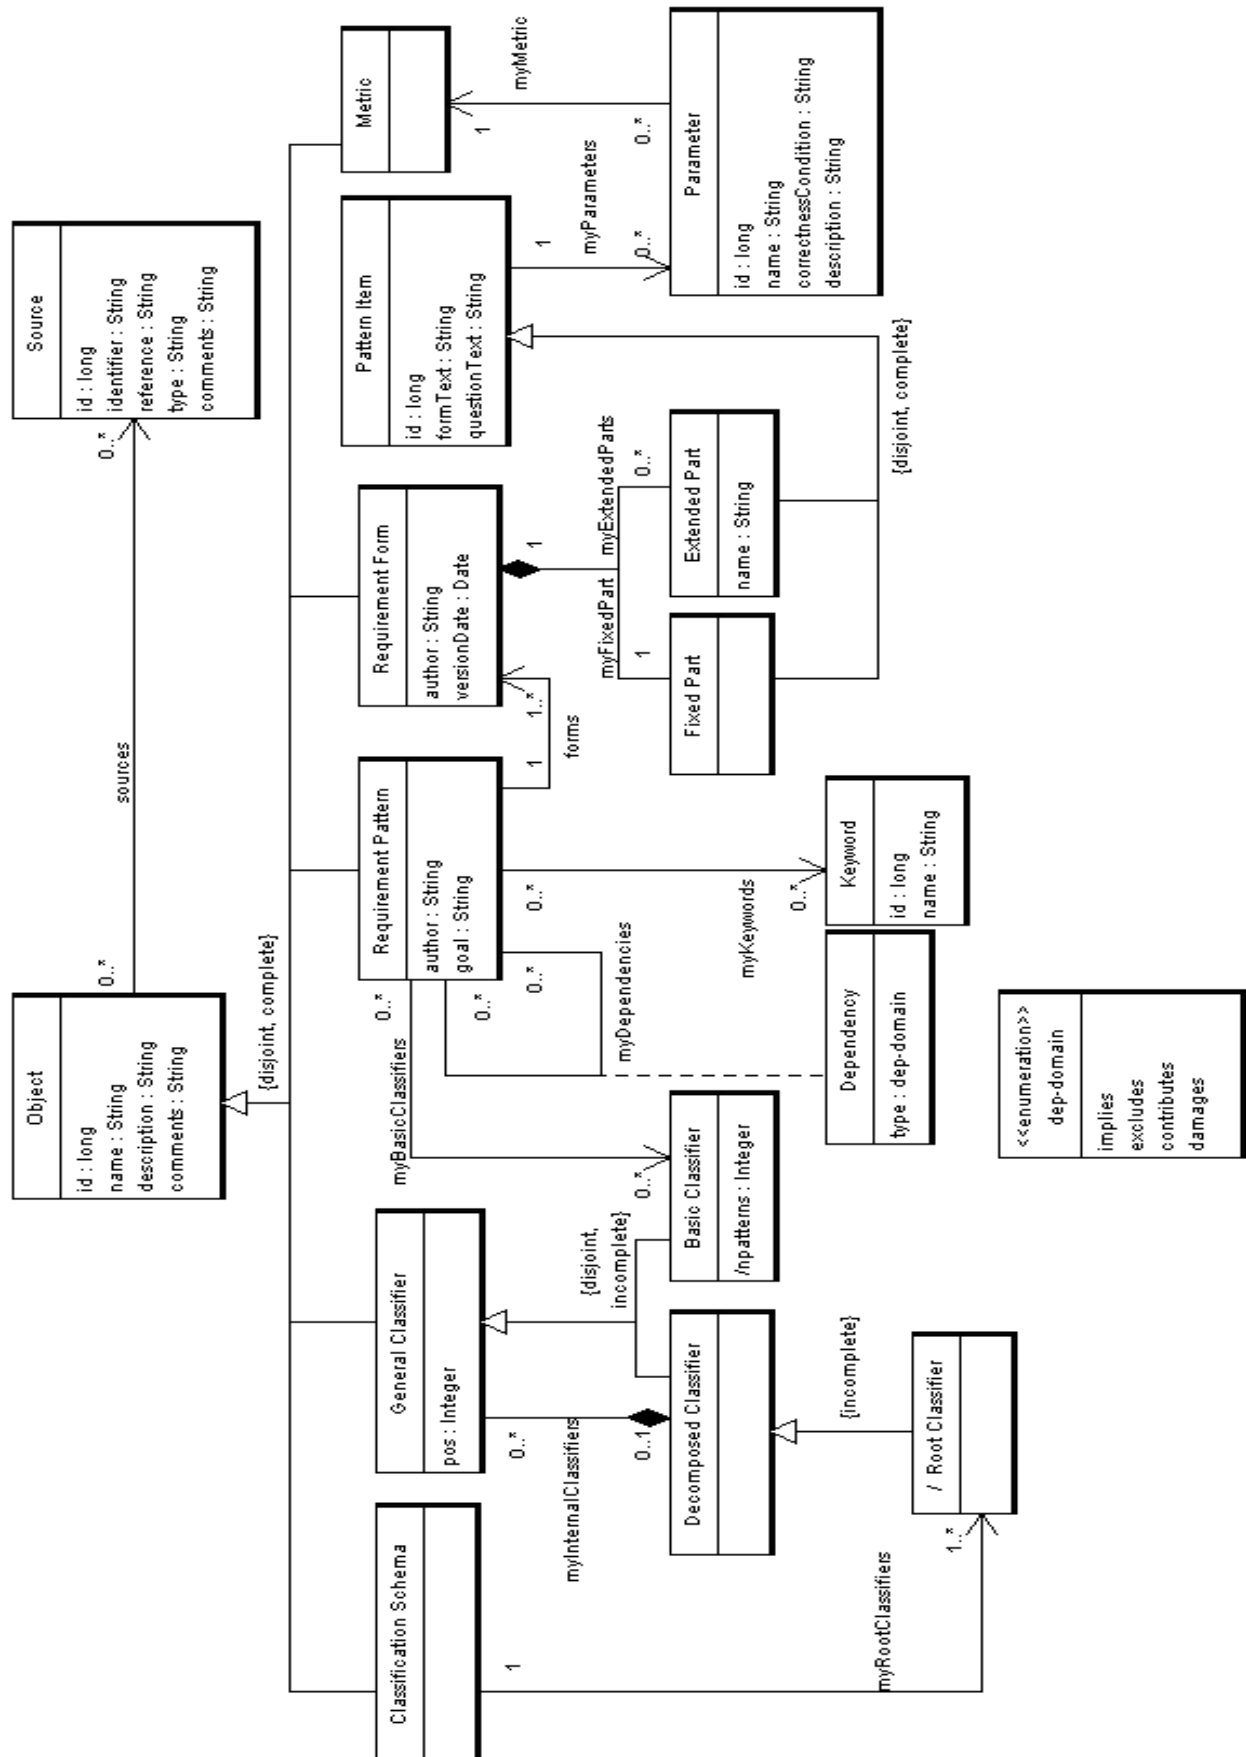 Object
id : long
name : String
description : String
comments : String
0..*
sources
0..*
Source
id : long
identifier : String
reference : String
type : String
comments : String
{disjoint, complete}
Classification Schema
1
myRootClassifiers
1..*
General Classifier
pos : Integer
0..*
myInternalClassifiers
0..1
{disjoint,
incomplete}
Decomposed Classifier
{incomplete}
/ Root Classifier
Basic Classifier
/npatterns : Integer
0..*
myBasicClassifiers
0..*
Requirement Pattern
author : String
goal : String
0..*
0..*
myDependencies
Dependency
type : dep-domain
<<enumeration>>
dep-domain
implies
excludes
contributes
damages
0..*
myKeywords
0..*
Keyword
id : long
name : String
1
forms
1..*
Requirement Form
author : String
versionDate : Date
1
myFixedPart
1
myExtendedParts
0..*
Fixed Part
Extended Part
name : String
{disjoint, complete}
Pattern Item
id : long
formText : String
questionText : String
1
myParameters
0..*
Parameter
id : long
name : String
correctnessCondition : String
description : String
0..*
myMetric
1
Metric